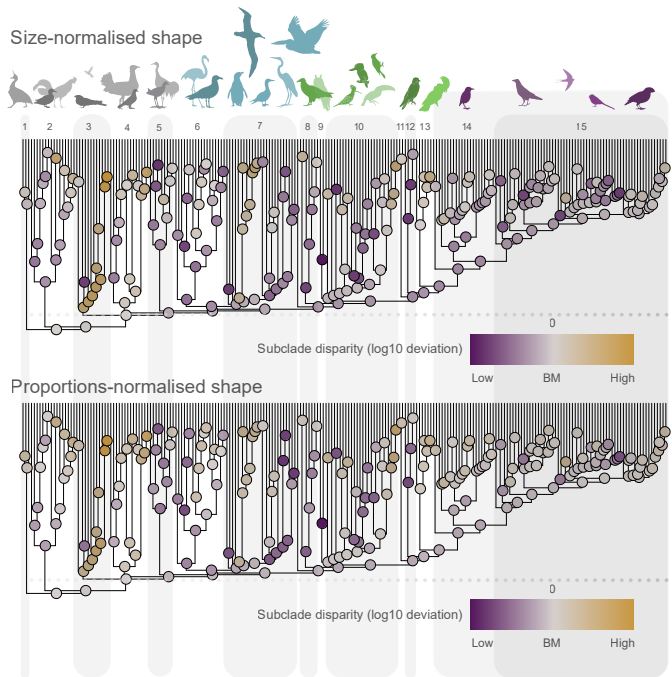 Size-normalised shape
1 2 3 4 5 6 7 8 9 10 11 12 13 14 15
0
Subclade disparity (log10 deviation)
Low BM High
Proportions-normalised shape
0
Subclade disparity (log10 deviation)
Low BM High